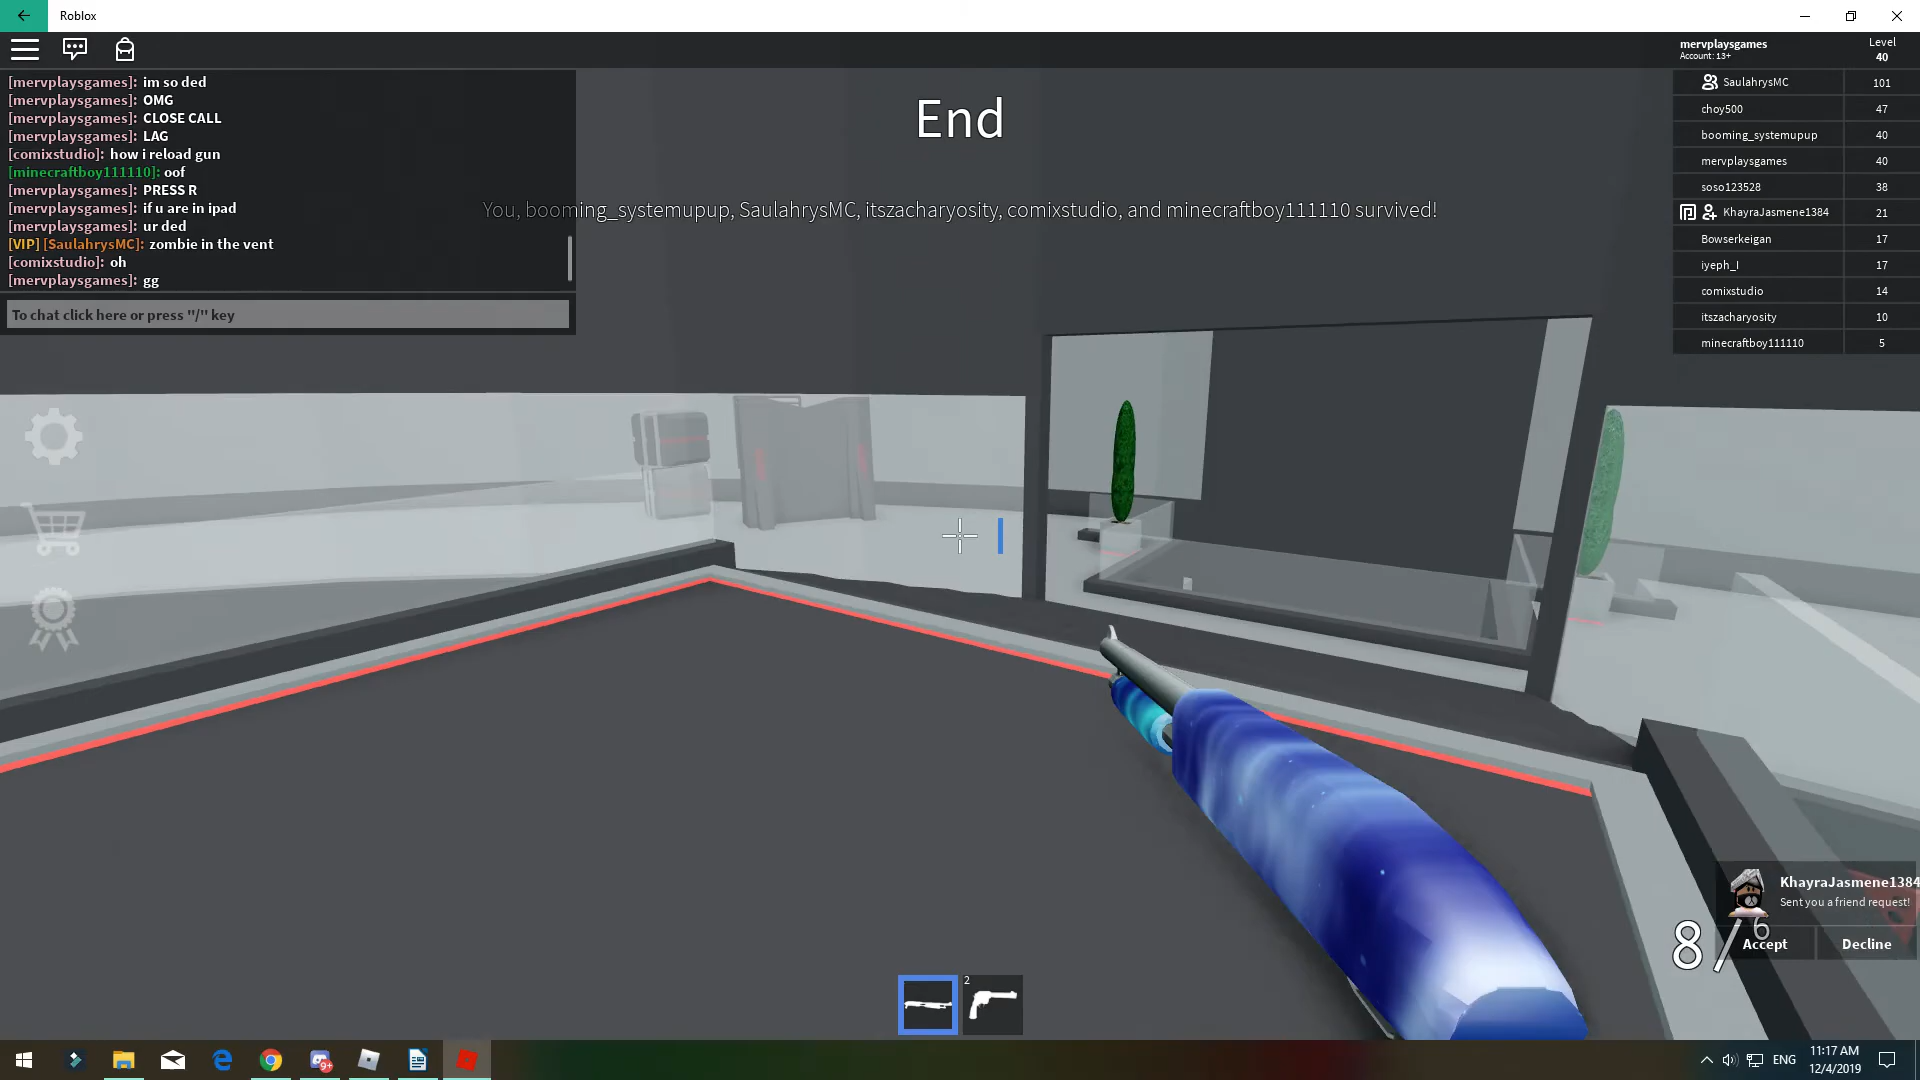 Roblox
[mervplaysgames]: im so ded
[mervplaysgames]: OMG
[mervplaysgames]: CLOSE CALL
[mervplaysgames]: LAG
[comixstudio]: how i reload gun
[minecraftboy111110]: oof
[mervplaysgames]: PRESS R
[mervplaysgames]: if u are in ipad
[mervplaysgames]: ur ded
[VIP] [SaulahrysMC]: zombie in the vent
[comixstudio]: oh
[mervplaysgames]: gg
To chat click here or press "/" key
End
You, booming_systemupup, SaulahrysMC, itszacharyosity, comixstudio, and minecraftboy111110 survived!
mervplaysgames
Account: 13+
Level
40
SaulahrysMC 101
choy500 47
booming_systemupup 40
mervplaysgames 40
soso123528 38
KhayraJasmene1384 21
Bowserkeigan 17
iyeph_I 17
comixstudio 14
itszacharyosity 10
minecraftboy111110 5
KhayraJasmene1384
Sent you a friend request!
Accept Decline
8/6
2
9+
ENG
11:17 AM
12/4/2019